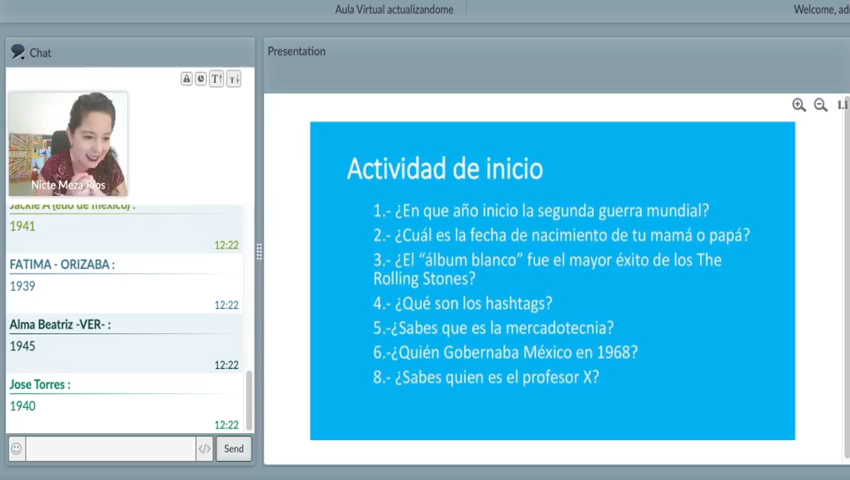 Aula Virtual actualizandome
Welcome, ad
Chat
Presentation
Nicte Meza Rios
Jackie A (edo de mexico) :
1941
12:22
FATIMA - ORIZABA :
1939
12:22
Alma Beatriz -VER- :
1945
12:22
Jose Torres :
1940
12:22
Send
Actividad de inicio
1.- ¿En que año inicio la segunda guerra mundial?
2.- ¿Cuál es la fecha de nacimiento de tu mamá o papá?
3.- ¿El “álbum blanco” fue el mayor éxito de los The
Rolling Stones?
4.- ¿Qué son los hashtags?
5.-¿Sabes que es la mercadotecnia?
6.-¿Quién Gobernaba México en 1968?
8.- ¿Sabes quien es el profesor X?